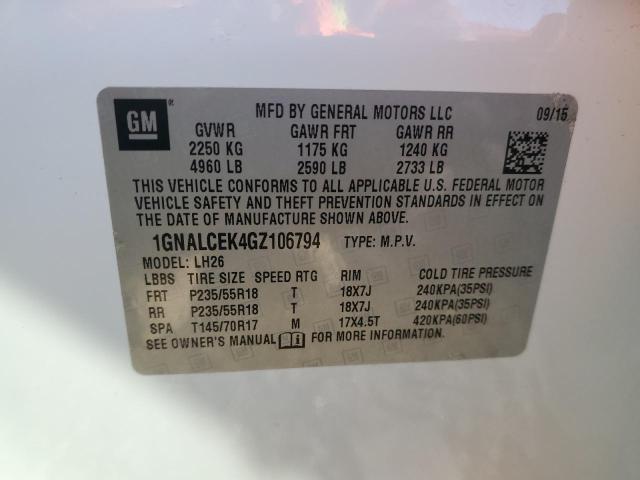 GM ®
MFD BY GENERAL MOTORS LLC 09/15
GVWR GAWR FRT GAWR RR
2250 KG 1175 KG 1240 KG
4960 LB 2590 LB 2733 LB
THIS VEHICLE CONFORMS TO ALL APPLICABLE U.S. FEDERAL MOTOR
VEHICLE SAFETY AND THEFT PREVENTION STANDARDS IN EFFECT ON
THE DATE OF MANUFACTURE SHOWN ABOVE.
1GNALCEK4GZ106794 TYPE: M.P.V.
MODEL: LH26
LBBS TIRE SIZE SPEED RTG RIM COLD TIRE PRESSURE
FRT P235/55R18 T 18X7J 240KPA(35PSI)
RR P235/55R18 T 18X7J 240KPA(35PSI)
SPA T145/70R17 M 17X4.5T 420KPA(60PSI)
SEE OWNER'S MANUAL FOR MORE INFORMATION.